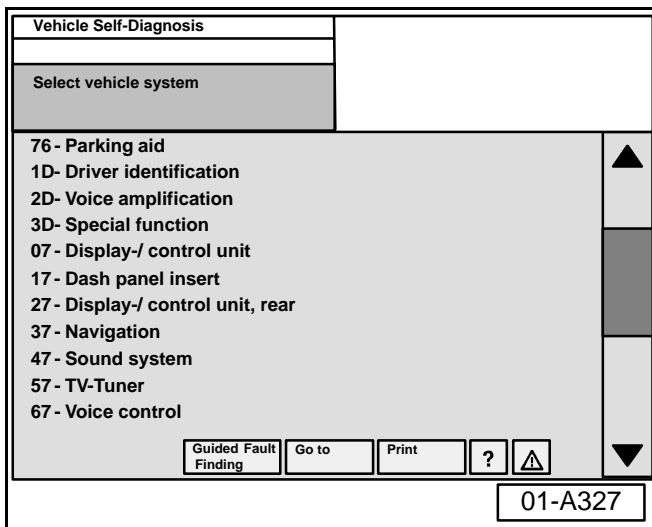 Vehicle Self-Diagnosis
Select vehicle system
76 - Parking aid
1D- Driver identification
2D- Voice amplification
3D- Special function
07 - Display-/ control unit
17 - Dash panel insert
27 - Display-/ control unit, rear
37 - Navigation
47 - Sound system
57 - TV-Tuner
67 - Voice control
Guided Fault Finding
Go to
Print
?
01-A327